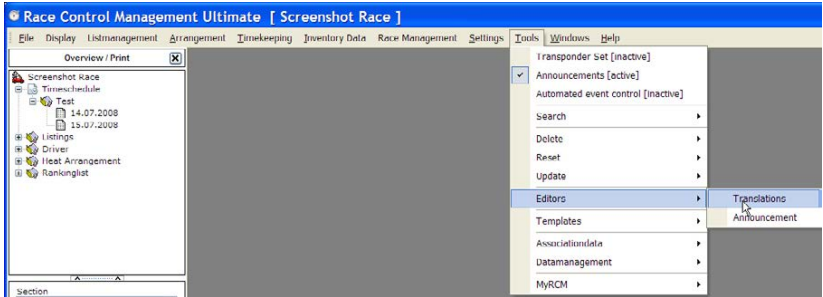 Race Control Management Ultimate [ Screenshot Race ]
File Display Listmanagement Arrangement Timekeeping Inventory Data Race Management Settings Tools Windows Help
Overview / Print
Screenshot Race
Timeschedule
Test
14.07.2008
15.07.2008
Listings
Driver
Heat Arrangement
Rankinglist
Section
Transponder Set [inactive]
Announcements [active]
Automated event control [inactive]
Search
Delete
Reset
Update
Editors
Templates
Associationdata
Datamanagement
MyRCM
Translations
Announcement